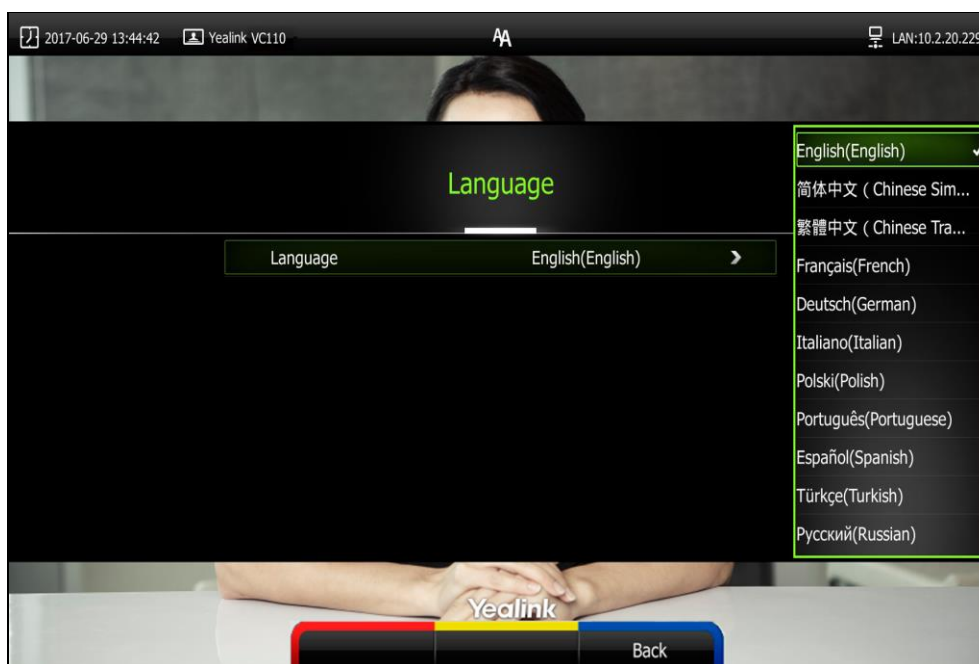 2017-06-29 13:44:42 Yealink VC110 AA LAN:10.2.20.229
Language
Language English(English)
English(English)
简体中文 ( Chinese Sim...
繁體中文 ( Chinese Tra...
Français(French)
Deutsch(German)
Italiano(Italian)
Polski(Polish)
Português(Portuguese)
Español(Spanish)
Türkçe(Turkish)
Русский(Russian)
Yealink
Back